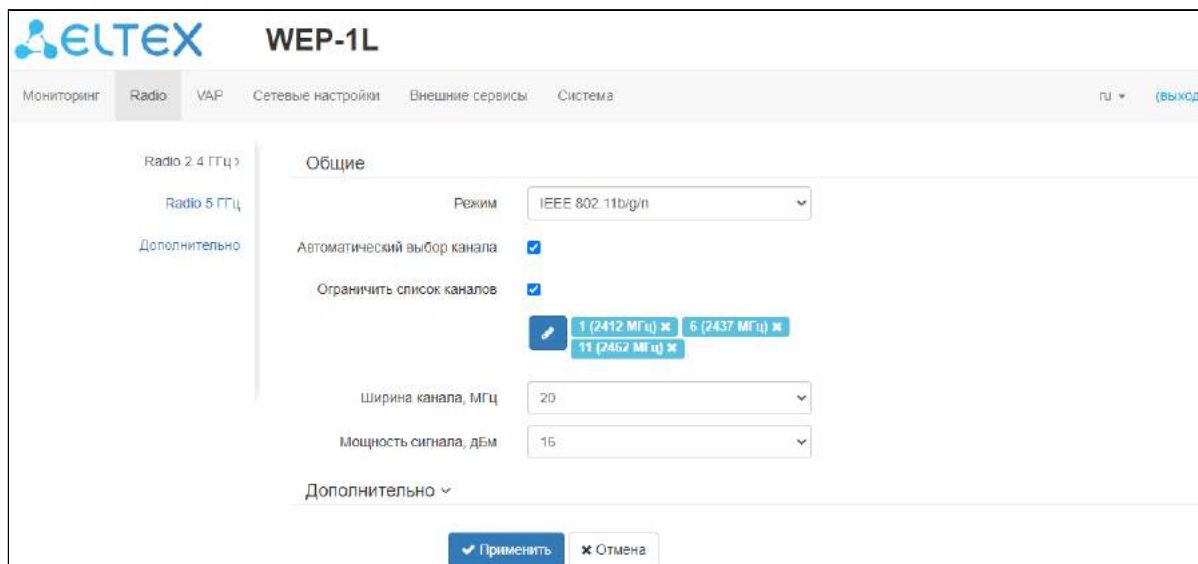 ELTEX WEP-1L
Мониторинг Radio VAP Сетевые настройки Внешние сервисы Система ru (выход
Radio 2.4 ГГц
Общие
Режим IEEE 802.11b/g/n
Radio 5 ГГц
Дополнительно
Автоматический выбор канала
Ограничить список каналов
1 (2412 МГц) 6 (2437 МГц)
11 (2462 МГц)
Ширина канала, МГц 20
Мощность сигнала, дБм 16
Дополнительно
Применить Отмена